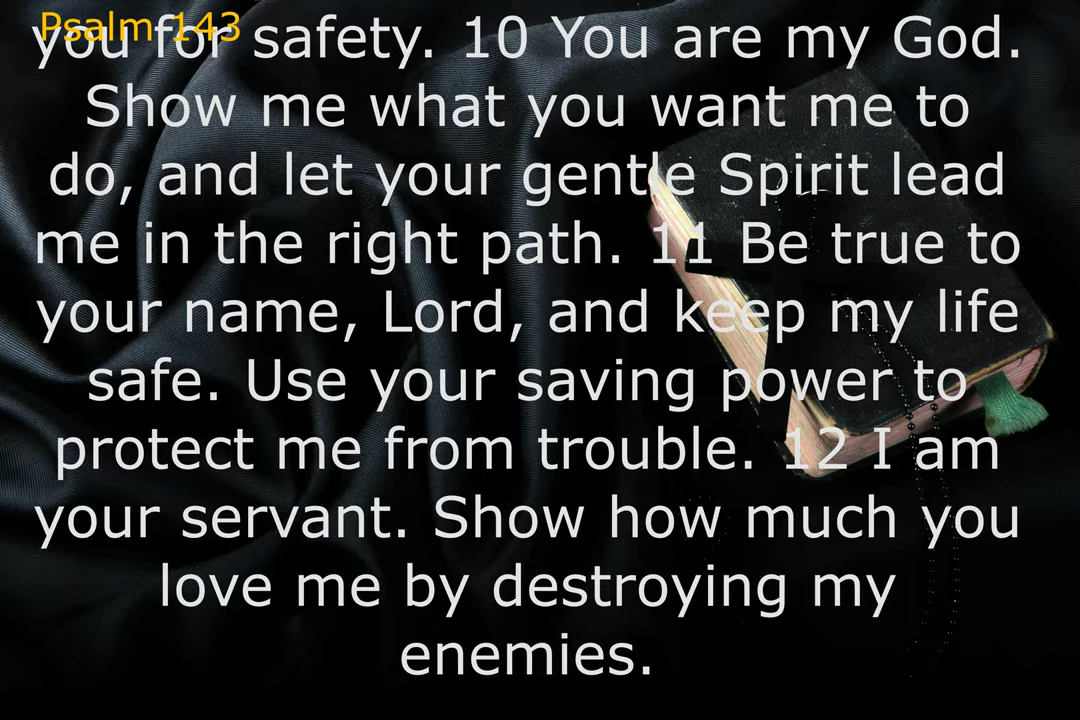 Psalm 143
you for safety. 10 You are my God.
Show me what you want me to
do, and let your gentle Spirit lead
me in the right path. 11 Be true to
your name, Lord, and keep my life
safe. Use your saving power to
protect me from trouble. 12 I am
your servant. Show how much you
love me by destroying my
enemies.